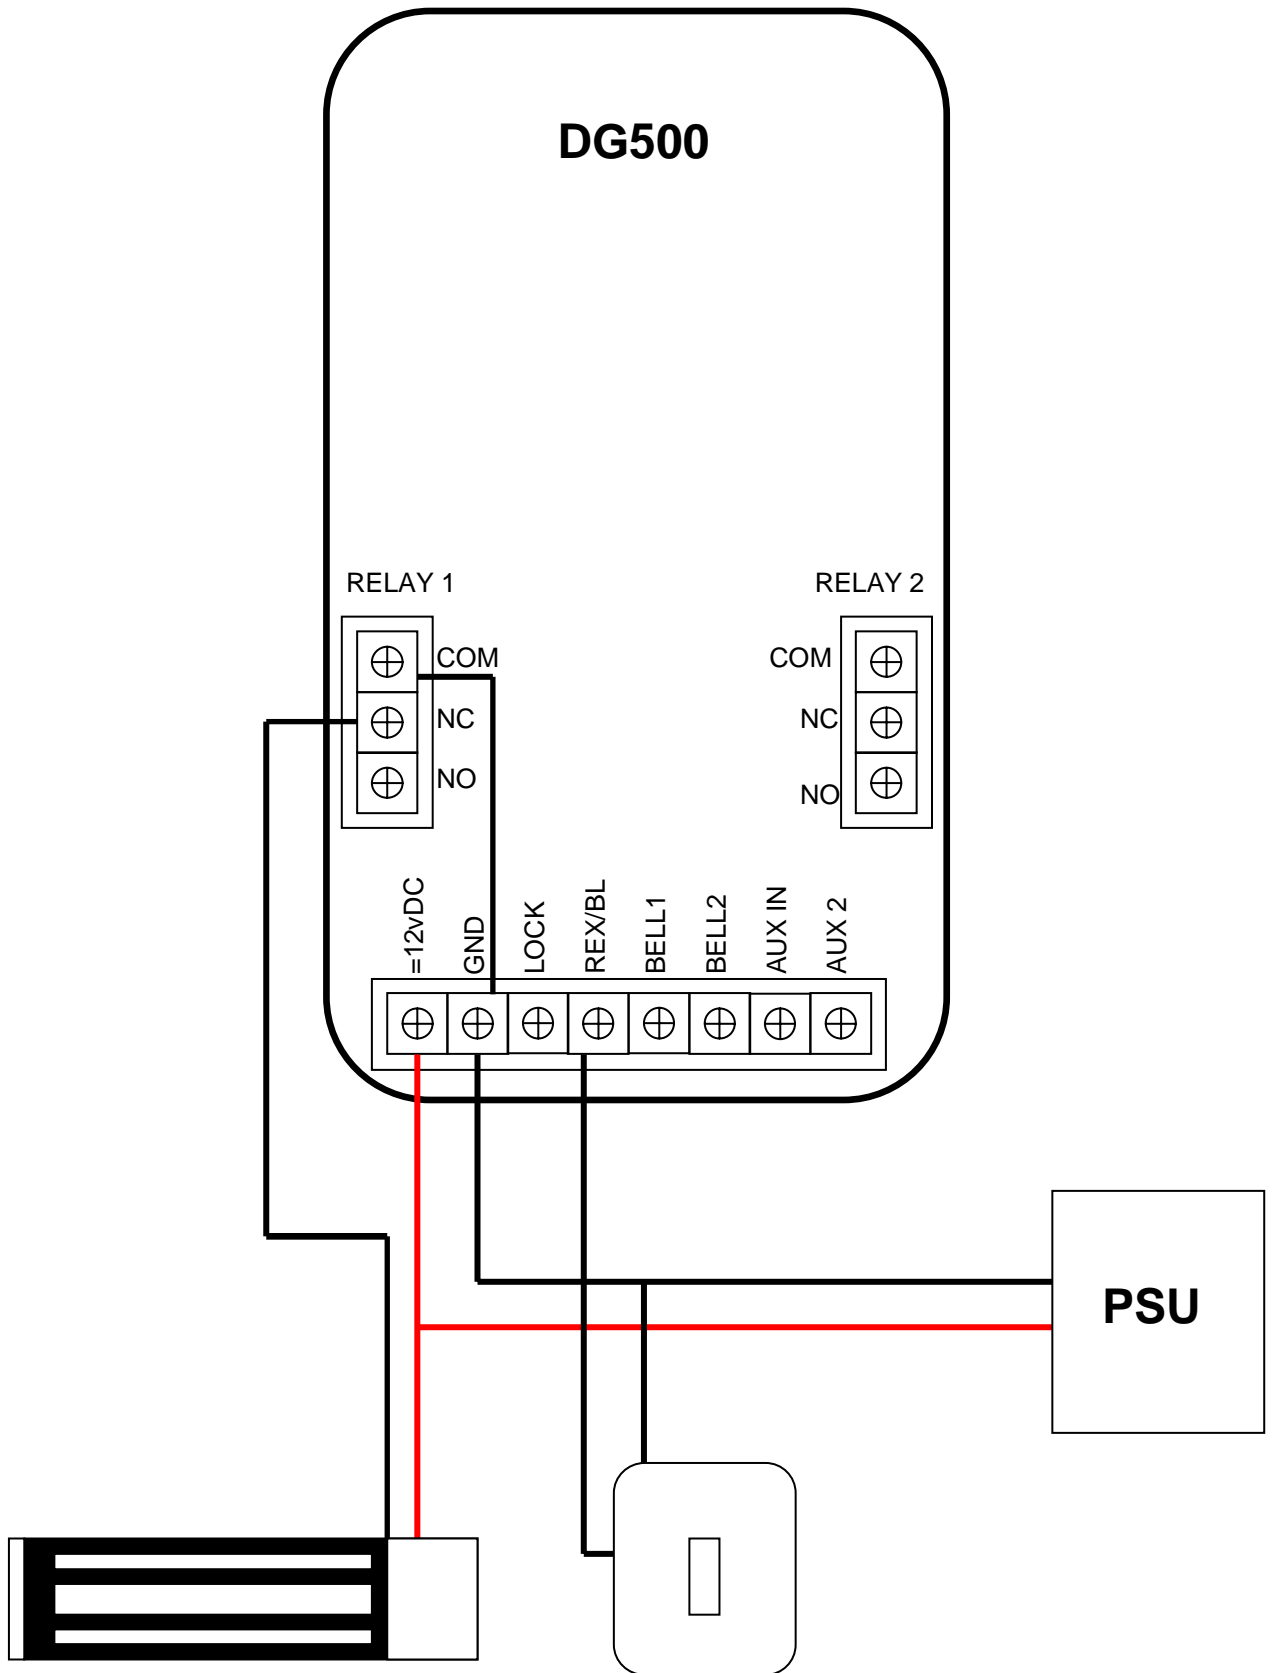 DG500
RELAY 1
RELAY 2
COM
COM
NC
NC
NO
NO
=12vDC
GND
LOCK
REX/BL
BELL1
BELL2
AUX IN
AUX 2
PSU